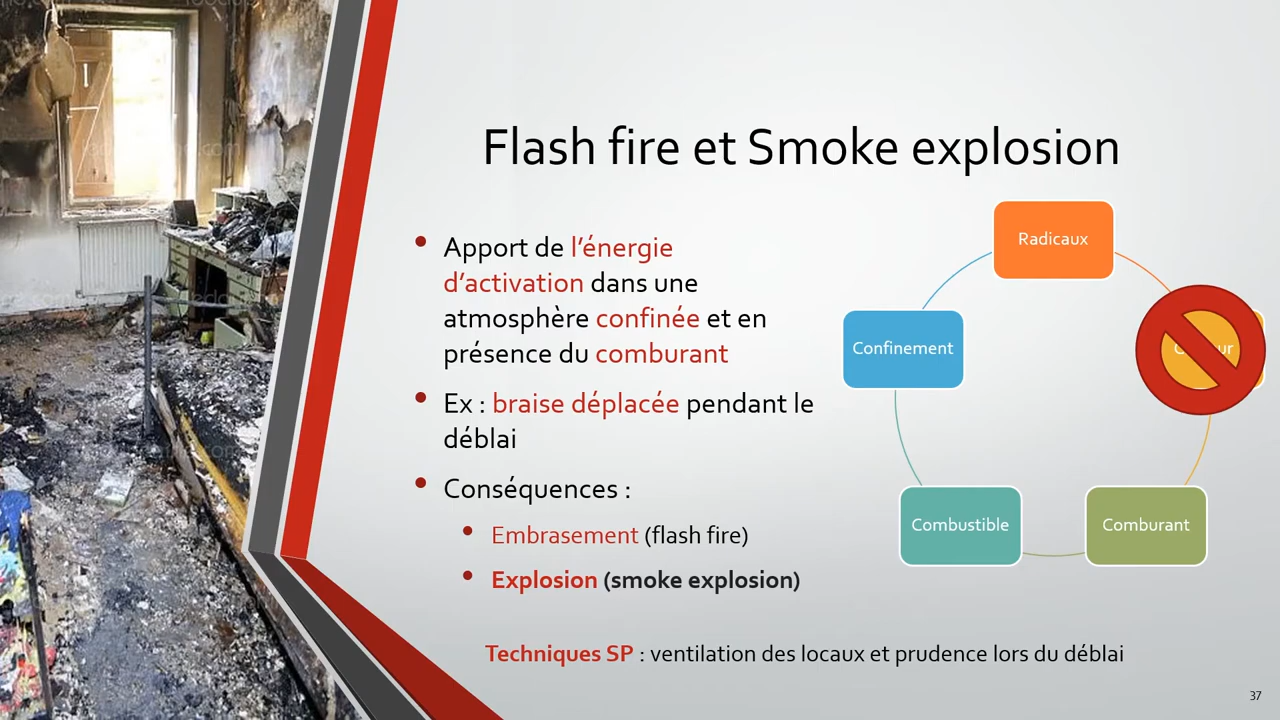 Flash fire et Smoke explosion
Apport de l’énergie
d’activation dans une
atmosphère confinée et en
présence du comburant
Ex : braise déplacée pendant le
déblai
Conséquences :
Embrasement (flash fire)
Explosion (smoke explosion)
Radicaux
Confinement
Combustible
Comburant
Techniques SP : ventilation des locaux et prudence lors du déblai
37